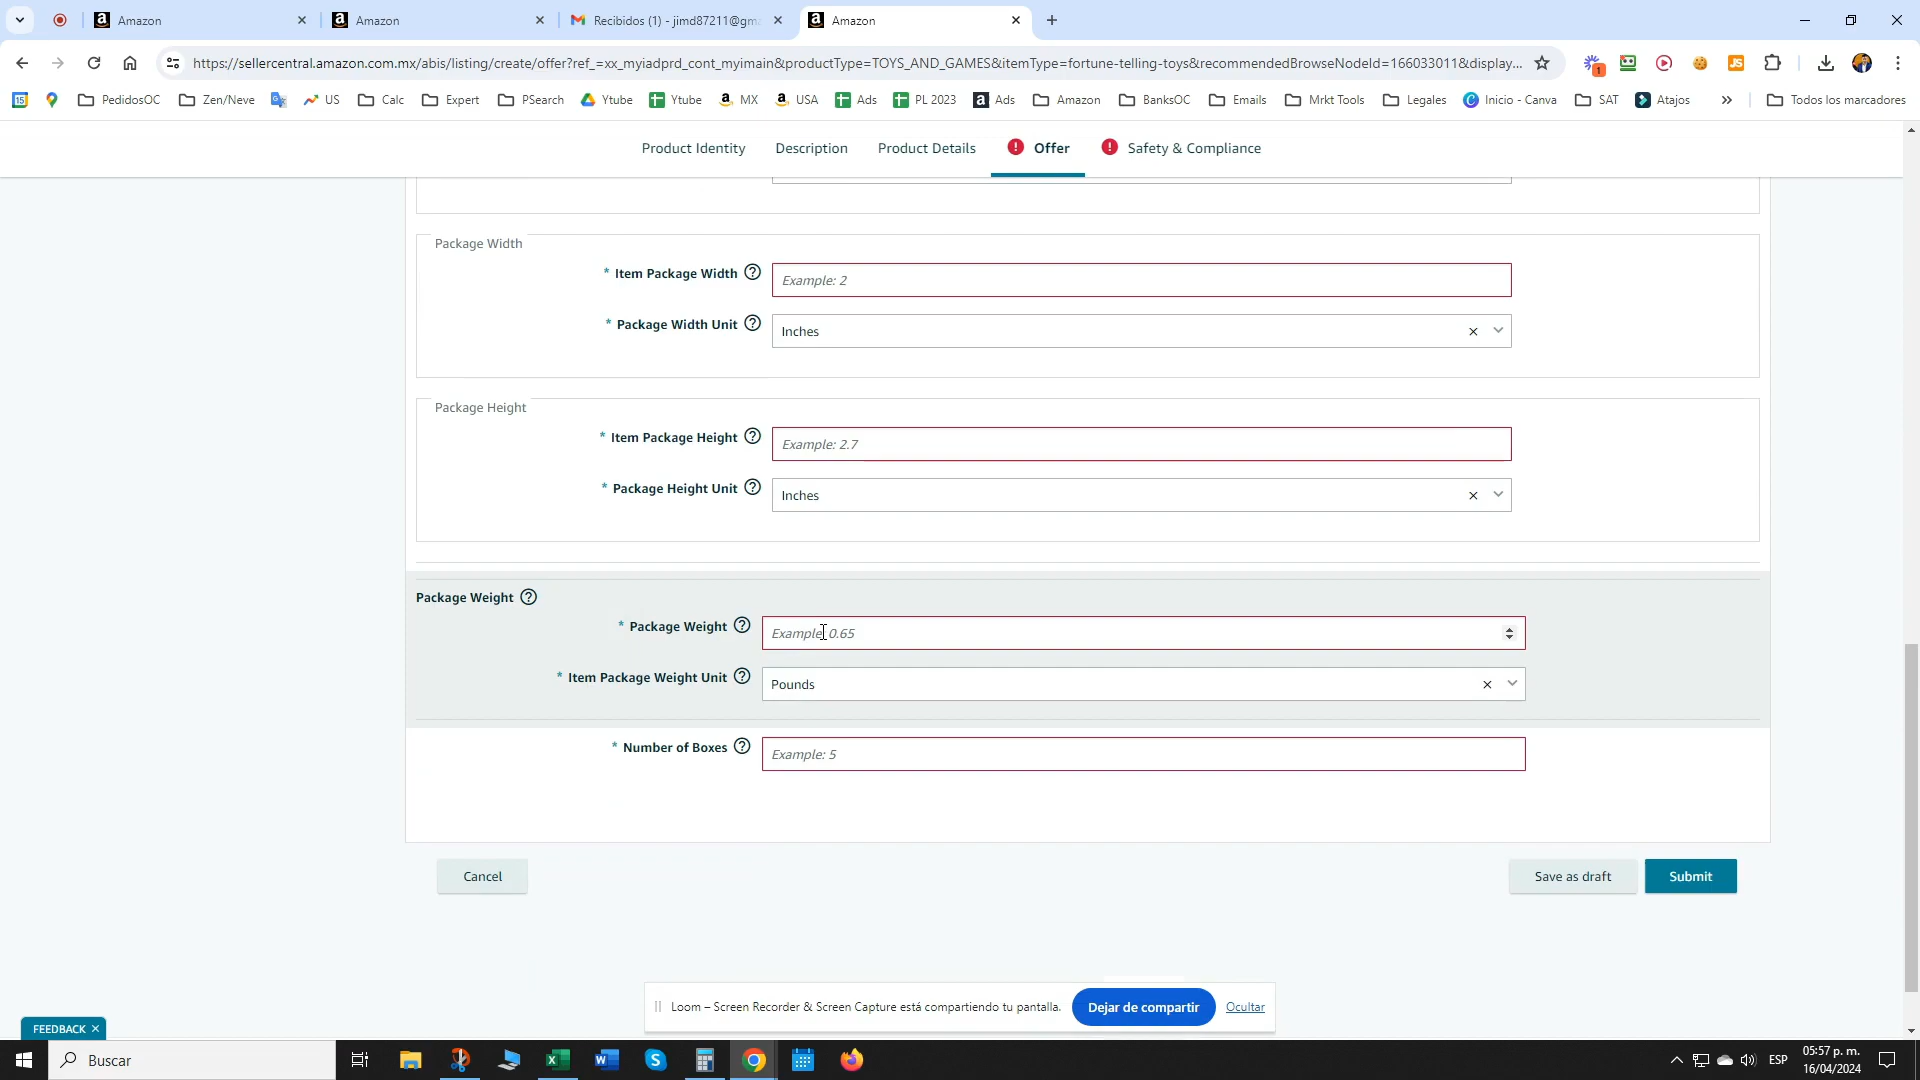 Amazon
Amazon
Recibidos (1) - jimd87211@gm
Amazon
https://sellercentral.amazon.com.mx/abis/listing/create/offer?ref_=xx_myiadprd_cont_myimain&productType=TOYS_AND_GAMES&itemType=fortune-telling-toys&recommendedBrowseNodeId=166033011&display...
PedidosOC
Zen/Neve
US
Calc
Expert
PSearch
Ytube
Ytube
MX
USA
Ads
PL 2023
Ads
Amazon
BanksOC
Emails
Mrkt Tools
Legales
Inicio - Canva
SAT
Atajos
»
Todos los marcadores
Product Identity
Description
Product Details
Offer
Safety & Compliance
Package Width
* Item Package Width
Example: 2
* Package Width Unit
Inches
Package Height
* Item Package Height
Example: 2.7
* Package Height Unit
Inches
Package Weight
* Package Weight
Example: 0.65
* Item Package Weight Unit
Pounds
* Number of Boxes
Example: 5
Cancel
Save as draft
Submit
Loom – Screen Recorder & Screen Capture está compartiendo tu pantalla.
Dejar de compartir
Ocultar
FEEDBACK
Buscar
ESP
05:57 p. m.
16/04/2024